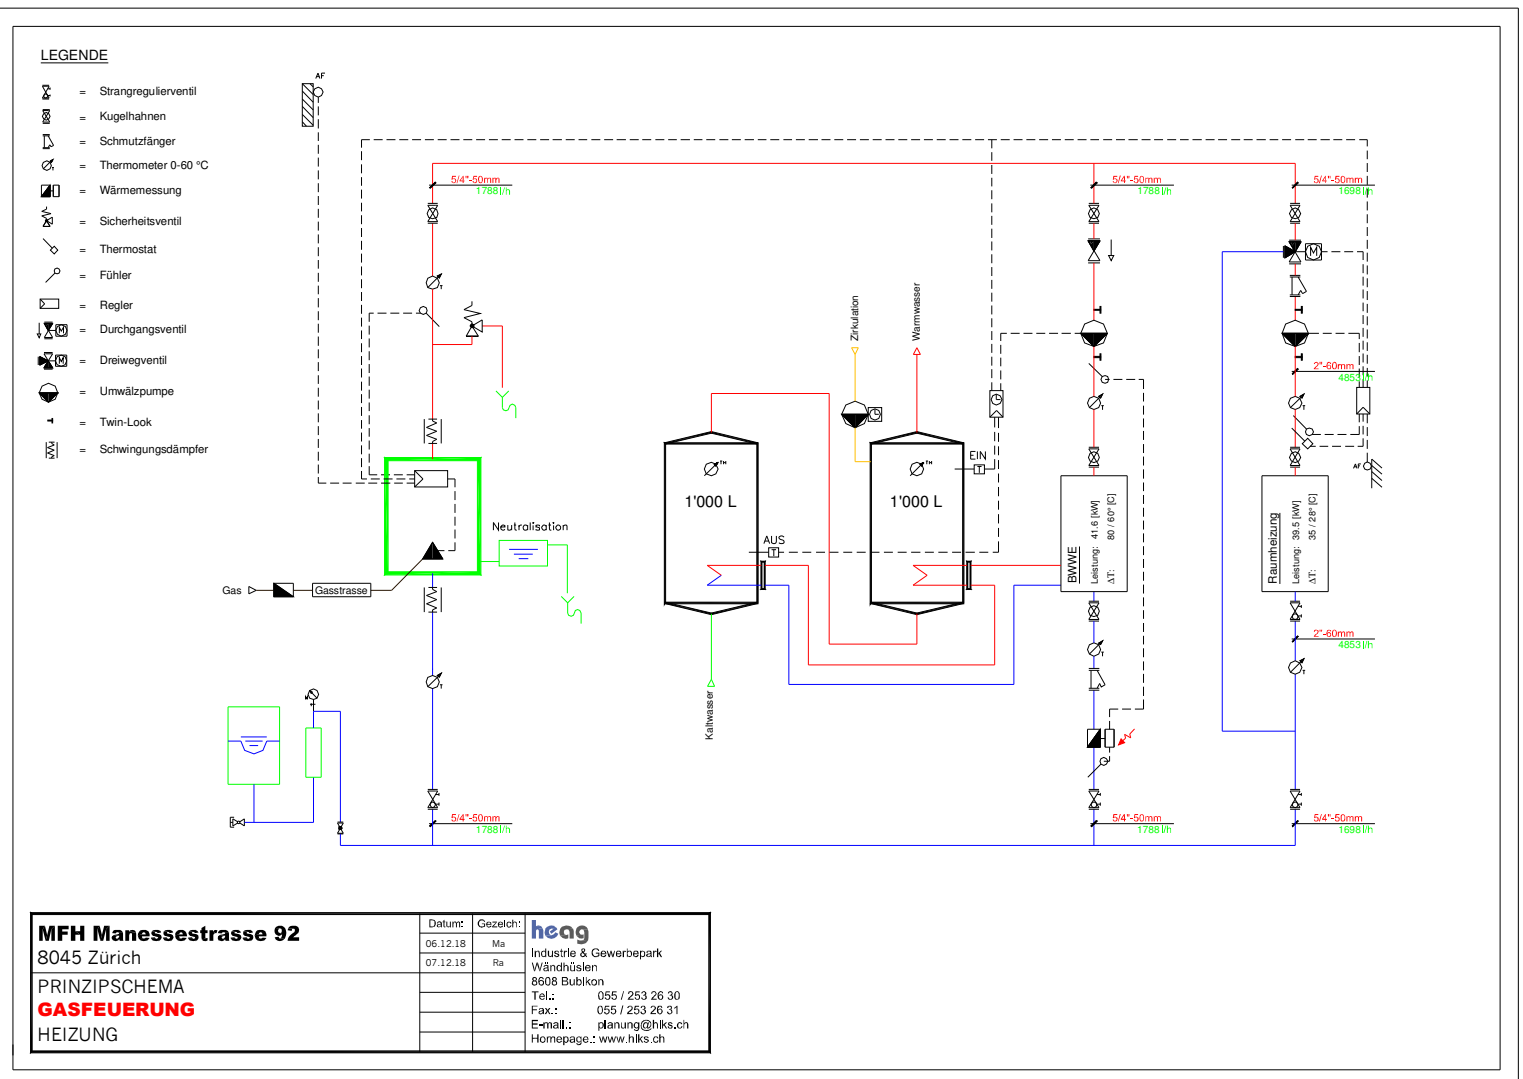 LEGENDE
= Strangregulierventil
= Kugelhahnen
= Schmutzfänger
= Thermometer 0-60 °C
= Wärmemessung
= Sicherheitsventil
= Thermostat
= Fühler
= Regler
M = Durchgangsventil
M = Dreiwegventil
= Umwälzpumpe
= Twin-Look
= Schwingungsdämpfer
AF
5/4"-50mm
1788 l/h
5/4"-50mm
1788 l/h
5/4"-50mm
1698 l/h
M
T
Zirkulation
Warmwasser
2"-60mm
4853 l/h
T
T
EIN
T
AF
TH
1'000 L
TH
1'000 L
BWWE
Leistung: 41.6 [kW]
ΔT: 80 / 60° [C]
Raumheizung
Leistung: 39.5 [kW]
ΔT: 35 / 28° [C]
Neutralisation
AUS
T
Gas
Gasstrasse
2"-60mm
4853 l/h
T
T
T
Kaltwasser
5/4"-50mm
1788 l/h
5/4"-50mm
1788 l/h
5/4"-50mm
1698 l/h
MFH Manessestrasse 92
8045 Zürich
PRINZIPSCHEMA
GASFEUERUNG
HEIZUNG
Datum: Gezeich:
06.12.18 Ma
07.12.18 Ra
heag
Industrie & Gewerbepark
Wändhüslen
8608 Bubikon
Tel.: 055 / 253 26 30
Fax.: 055 / 253 26 31
E-mail.: planung@hlks.ch
Homepage.: www.hlks.ch